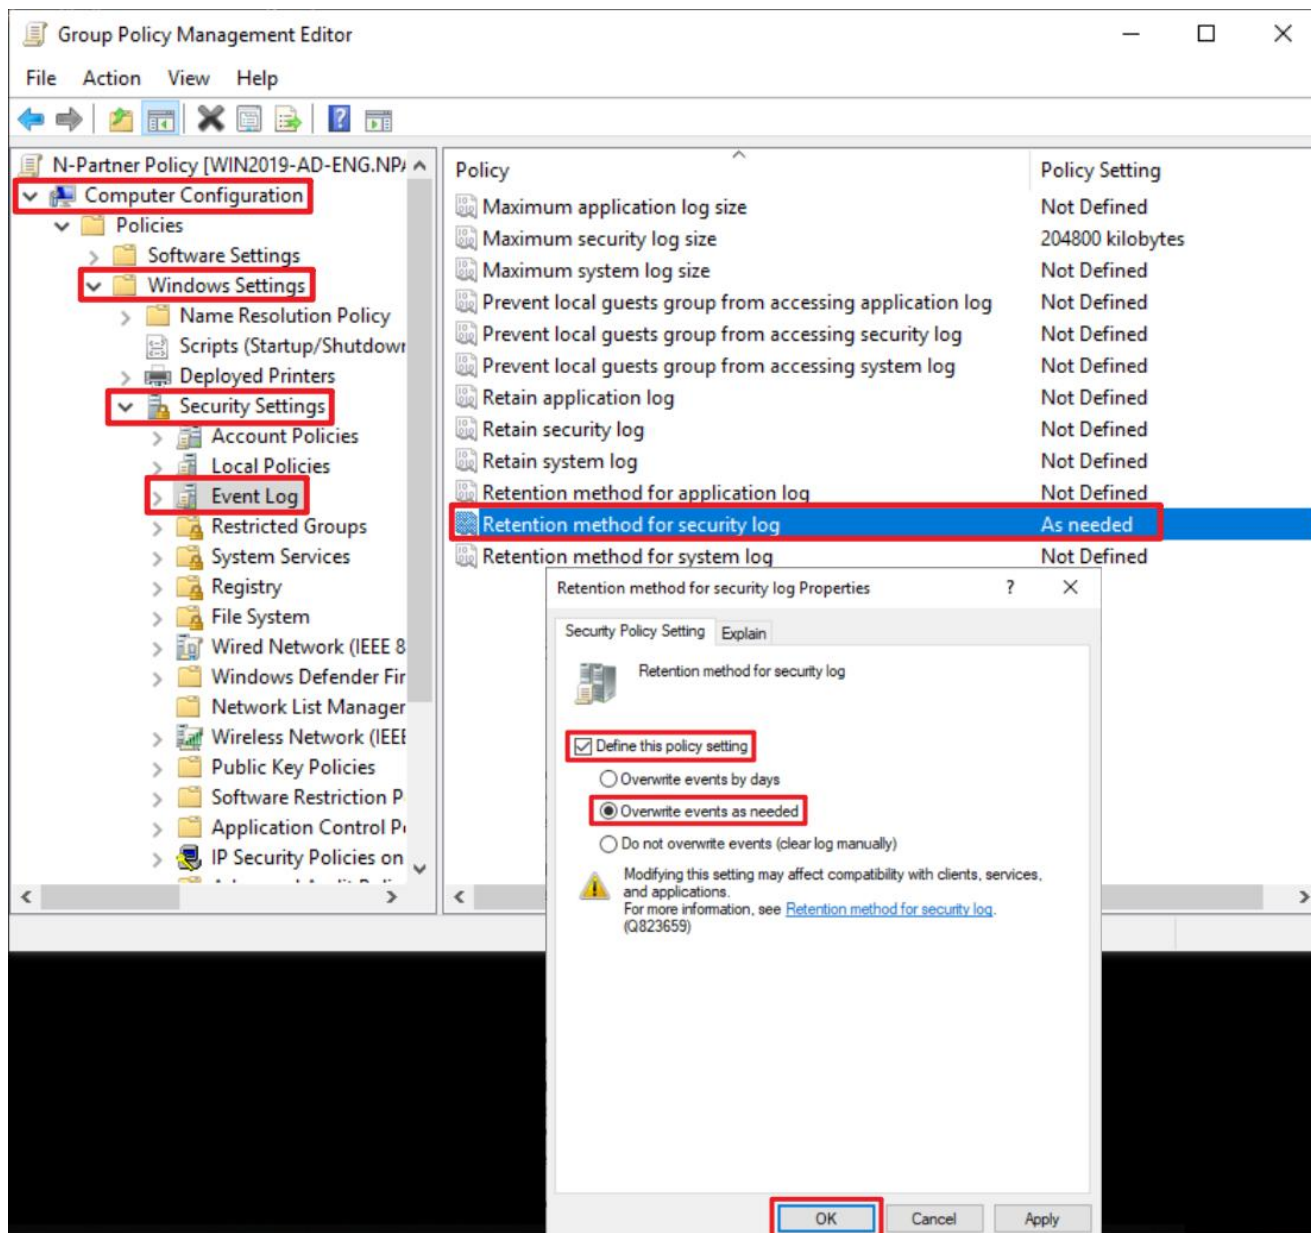 Group Policy Management Editor
File Action View Help
N-Partner Policy [WIN2019-AD-ENG.NP
Computer Configuration
Policies
Software Settings
Windows Settings
Name Resolution Policy
Scripts (Startup/Shutdowr
Deployed Printers
Security Settings
Account Policies
Local Policies
Event Log
Restricted Groups
System Services
Registry
File System
Wired Network (IEEE 8
Windows Defender Fir
Network List Manager
Wireless Network (IEEE
Public Key Policies
Software Restriction P
Application Control P
IP Security Policies on
Policy Policy Setting
Maximum application log size Not Defined
Maximum security log size 204800 kilobytes
Maximum system log size Not Defined
Prevent local guests group from accessing application log Not Defined
Prevent local guests group from accessing security log Not Defined
Prevent local guests group from accessing system log Not Defined
Retain application log Not Defined
Retain security log Not Defined
Retain system log Not Defined
Retention method for application log Not Defined
Retention method for security log As needed
Retention method for system log Not Defined
Retention method for security log Properties
Security Policy Setting Explain
Retention method for security log
Define this policy setting
Overwrite events by days
Overwrite events as needed
Do not overwrite events (clear log manually)
Modifying this setting may affect compatibility with clients, services,
and applications.
For more information, see Retention method for security log.
(Q823659)
OK Cancel Apply